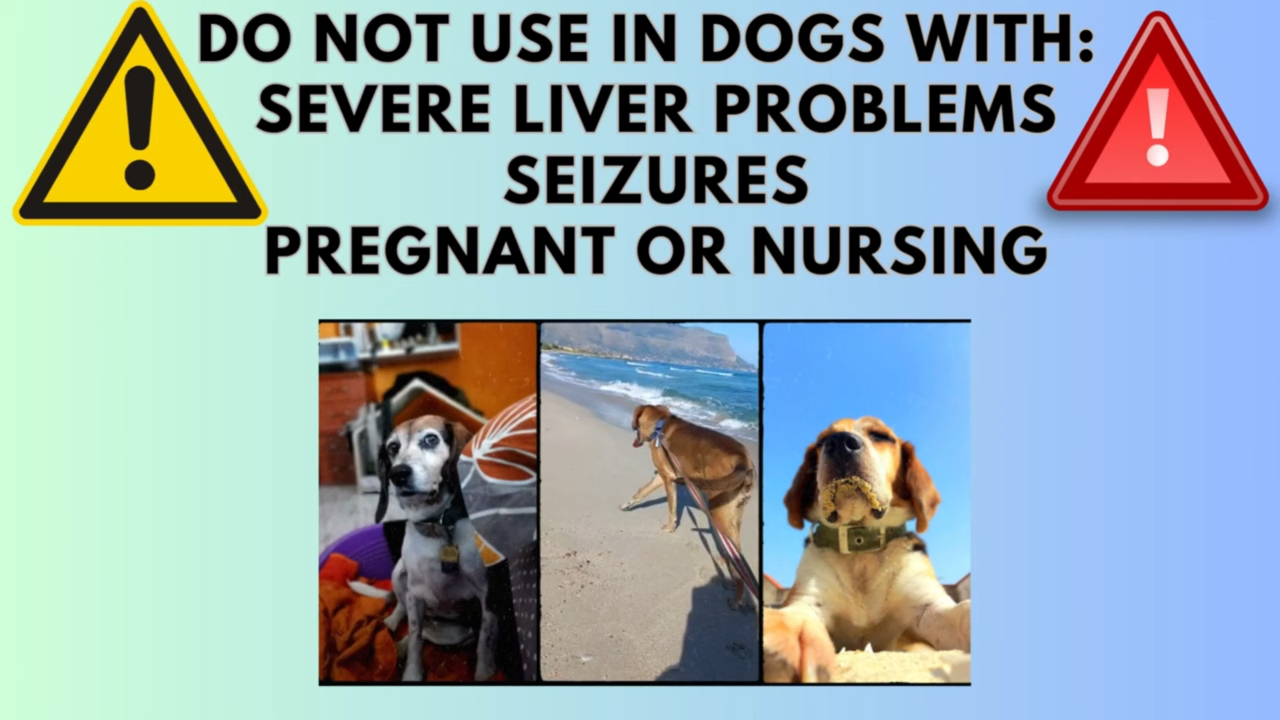 DO NOT USE IN DOGS WITH:
SEVERE LIVER PROBLEMS
SEIZURES
PREGNANT OR NURSING